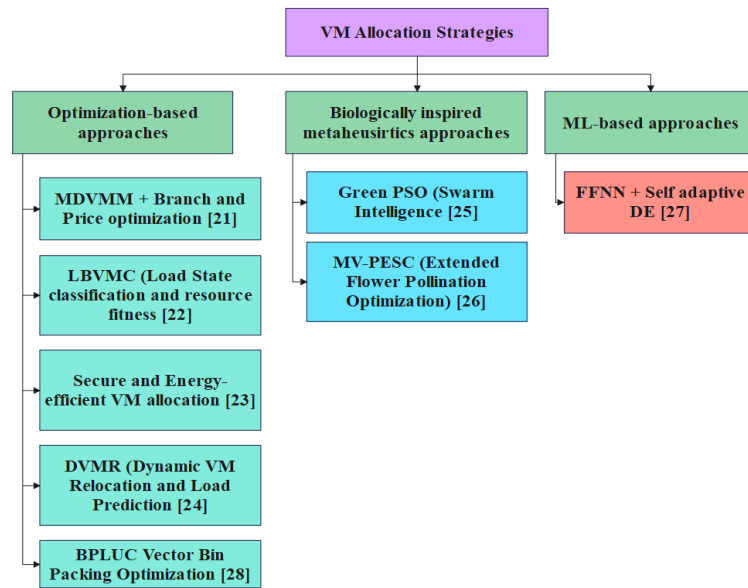 VM Allocation Strategies
Optimization-based
approaches
Biologically inspired
metaheusirtics approaches
ML-based approaches
MDVMM + Branch and
Price optimization [21]
LBVMC (Load State
classification and resource
fitness [22]
Secure and Energy-
efficient VM allocation [23]
DVMR (Dynamic VM
Relocation and Load
Prediction [24]
BPLUC Vector Bin
Packing Optimization [28]
Green PSO (Swarm
Intelligence [25]
MV-PESC (Extended
Flower Pollination
Optimization) [26]
FFNN + Self adaptive
DE [27]